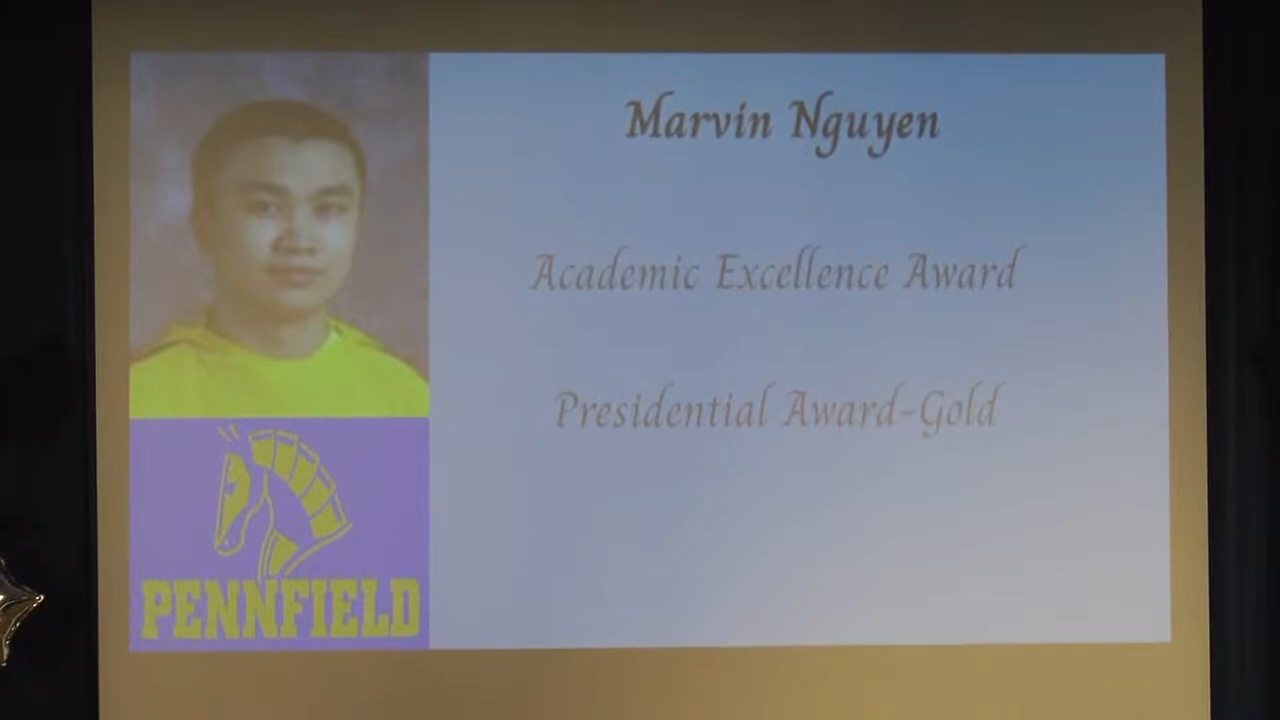 Marvin Nguyen
Academic Excellence Award
Presidential Award-Gold
PENNFIELD